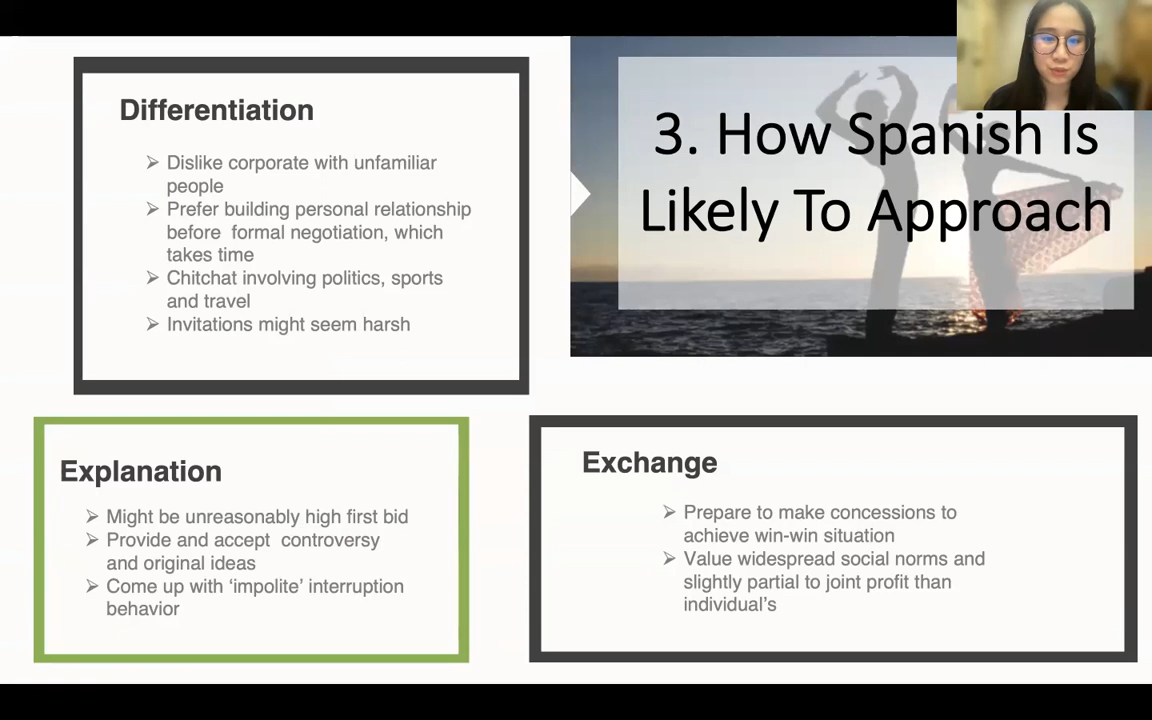 Differentiation
➢ Dislike corporate with unfamiliar
people
➢ Prefer building personal relationship
before  formal negotiation, which
takes time
➢ Chitchat involving politics, sports
and travel
➢ Invitations might seem harsh
3. How Spanish Is
Likely To Approach
Explanation
➢ Might be unreasonably high first bid
➢ Provide and accept  controversy
and original ideas
➢ Come up with ‘impolite’ interruption
behavior
Exchange
➢ Prepare to make concessions to
achieve win-win situation
➢ Value widespread social norms and
slightly partial to joint profit than
individual’s